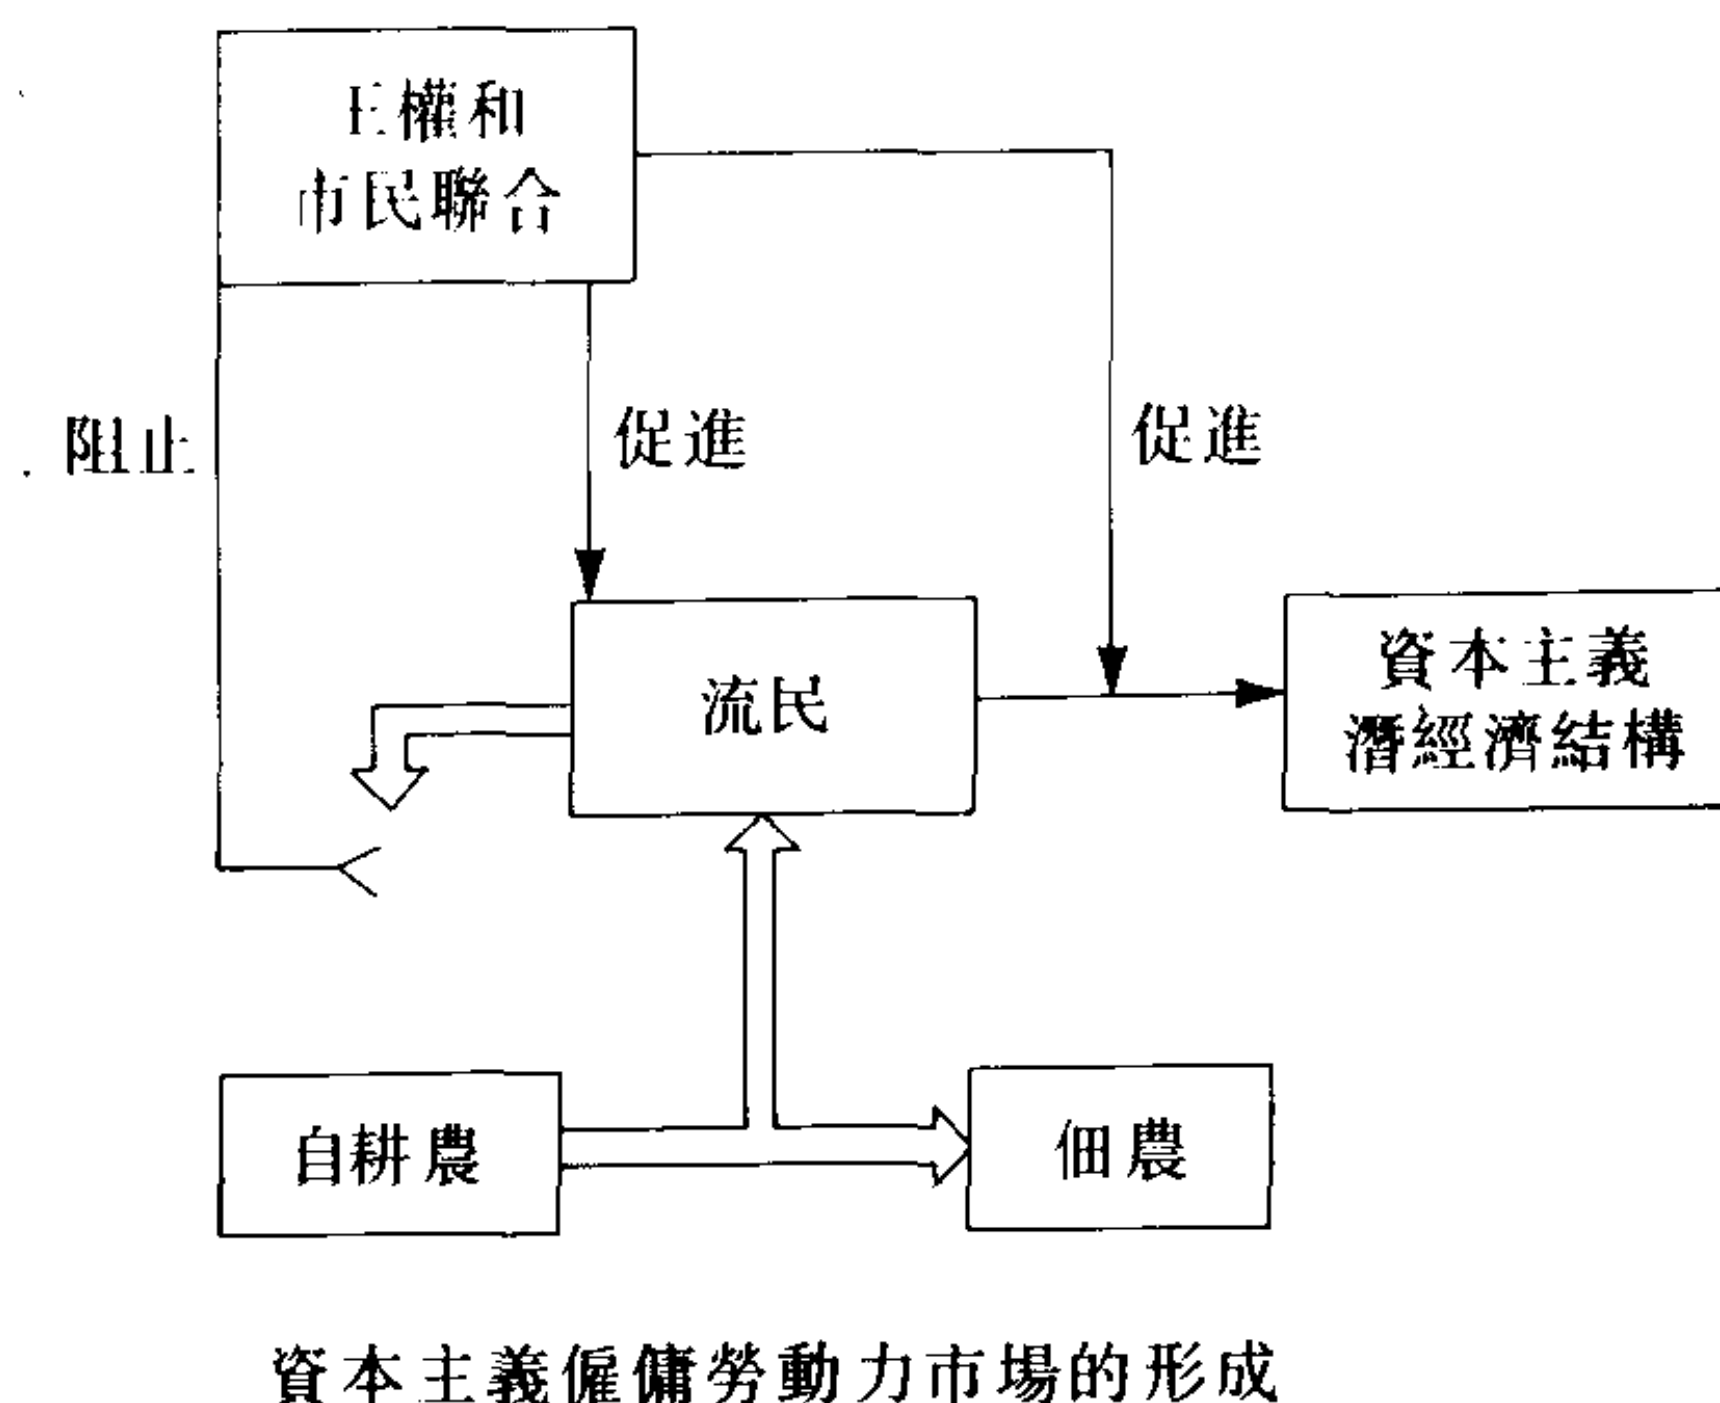 王權和
市民聯合
阻止
促進
促進
流民
資本主義
潛經濟結構
自耕農
佃農
資本主義僱傭勞動力市場的形成